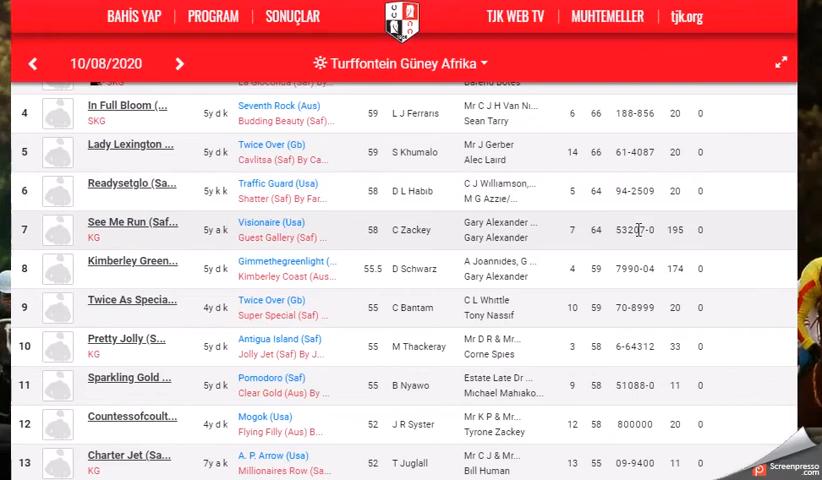 BAHİS YAP PROGRAM SONUÇLAR TJK WEB TV MUHTEMELLER tjk.org
10/08/2020 Turffontein Güney Afrika
SKG La Gioconda (Saf) ... Barend Botes
4 In Full Bloom (... 5y d k Seventh Rock (Aus) 59 L J Ferraris Mr C J H Van Ni... 6 66 188-856 20 0
SKG Budding Beauty (Saf)... Sean Tarry
5 Lady Lexington ... 5y d k Twice Over (Gb) 59 S Khumalo Mr J Gerber 14 66 61-4087 20 0
Cavlitsa (Saf) By Ca... Alec Laird
6 Readysetglo (Sa... 5y k k Traffic Guard (Usa) 58 D L Habib C J Williamson,... 5 64 94-2509 20 0
Shatter (Saf) By Far... M G Azzie/...
7 See Me Run (Saf... 5y a k Visionaire (Usa) 58 C Zackey Gary Alexander ... 7 64 53207-0 195 0
KG Guest Gallery (Saf) ... Gary Alexander
8 Kimberley Green... 5y d k Gimmethegreenlight (... 55.5 D Schwarz A Joannides, G ... 4 59 7990-04 174 0
Kimberley Coast (Aus... Gary Alexander
9 Twice As Specia... 4y d k Twice Over (Gb) 55 C Bantam C L Whittle 10 59 70-8999 20 0
Super Special (Saf) ... Tony Nassif
10 Pretty Jolly (S... 5y d k Antigua Island (Saf) 55 M Thackeray Mr D R & Mr... 3 58 6-64312 33 0
KG Jolly Jet (Saf) By J... Corne Spies
11 Sparkling Gold ... 5y d k Pomodoro (Saf) 55 B Nyawo Estate Late Dr ... 9 58 51088-0 11 0
Clear Gold (Aus) By ... Michael Mahiako...
12 Countessofcoult... 4y d k Mogok (Usa) 52 J R Syster Mr K P & Mr... 12 58 800000 20 0
Flying Filly (Aus) B... Tyrone Zackey
13 Charter Jet (Sa... 7y a k A. P. Arrow (Usa) 52 T Juglall Mr C J & Mr... 13 55 09-9400 11 0
KG Millionaires Row (Sa... Bill Human
Screenpresso